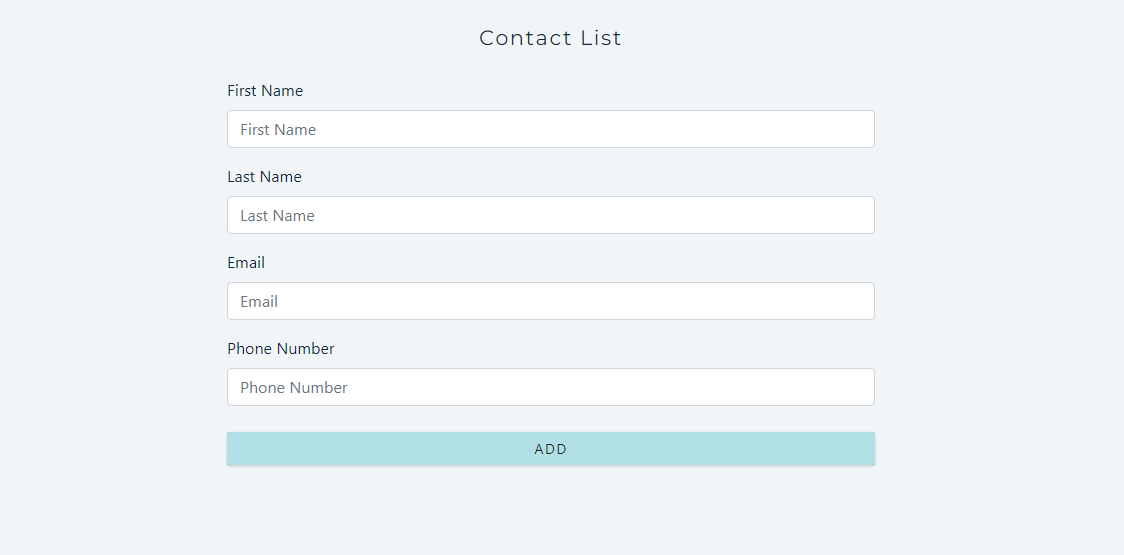 Contact List
First Name
First Name
Last Name
Last Name
Email
Email
Phone Number
Phone Number
ADD